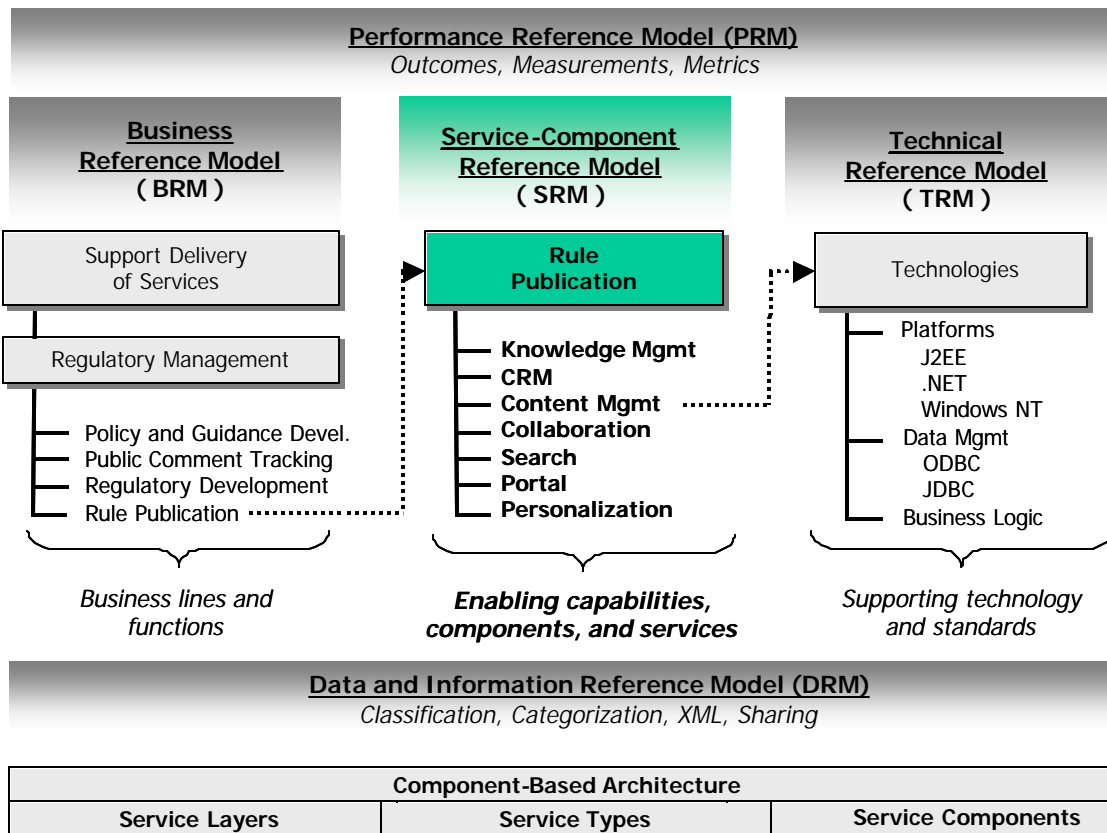 Performance Reference Model (PRM)
Outcomes, Measurements, Metrics
Business
Reference Model
( BRM )
Support Delivery
of Services
Regulatory Management
Policy and Guidance Devel.
Public Comment Tracking
Regulatory Development
Rule Publication
Business lines and
functions
Service-Component
Reference Model
( SRM )
Rule
Publication
Knowledge Mgmt
CRM
Content Mgmt
Collaboration
Search
Portal
Personalization
Enabling capabilities,
components, and services
Technical
Reference Model
( TRM )
Technologies
Platforms
J2EE
.NET
Windows NT
Data Mgmt
ODBC
JDBC
Business Logic
Supporting technology
and standards
Data and Information Reference Model (DRM)
Classification, Categorization, XML, Sharing
Component-Based Architecture
Service Layers
Service Types
Service Components